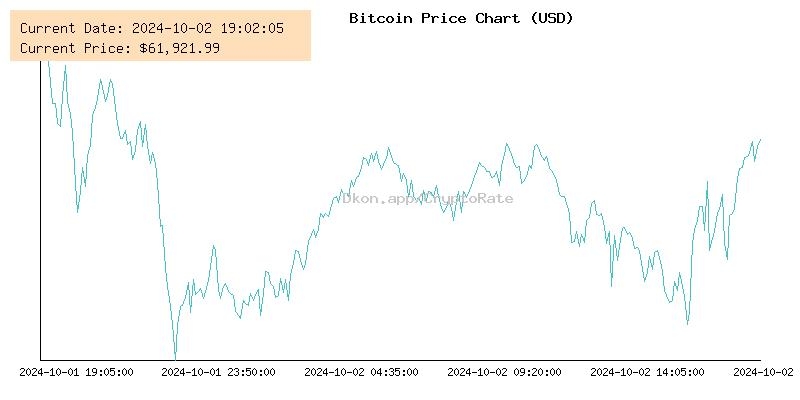 Bitcoin Price Chart (USD)
Current Date: 2024-10-02 19:02:05
Current Price: $61,921.99
Dkon.app/CryptoRate
2024-10-01 19:05:00 2024-10-01 23:50:00 2024-10-02 04:35:00 2024-10-02 09:20:00 2024-10-02 14:05:00 2024-10-02